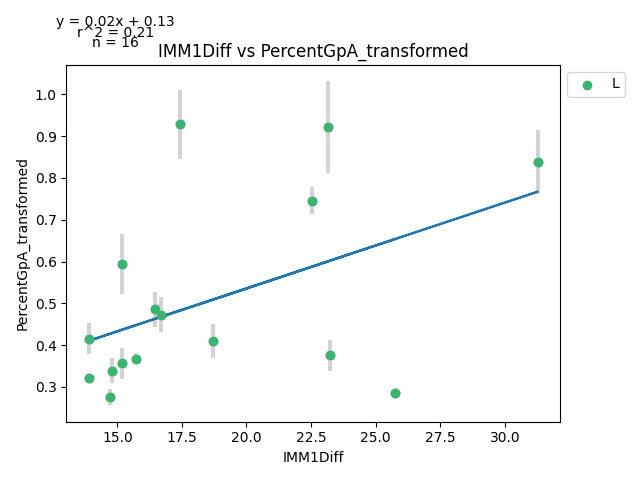 y = 0.02x + 0.13
r^2 = 0.21
n = 16
IMM1Diff vs PercentGpA_transformed
L
PercentGpA_transformed
1.0
0.9
0.8
0.7
0.6
0.5
0.4
0.3
15.0 17.5 20.0 22.5 25.0 27.5 30.0
IMM1Diff